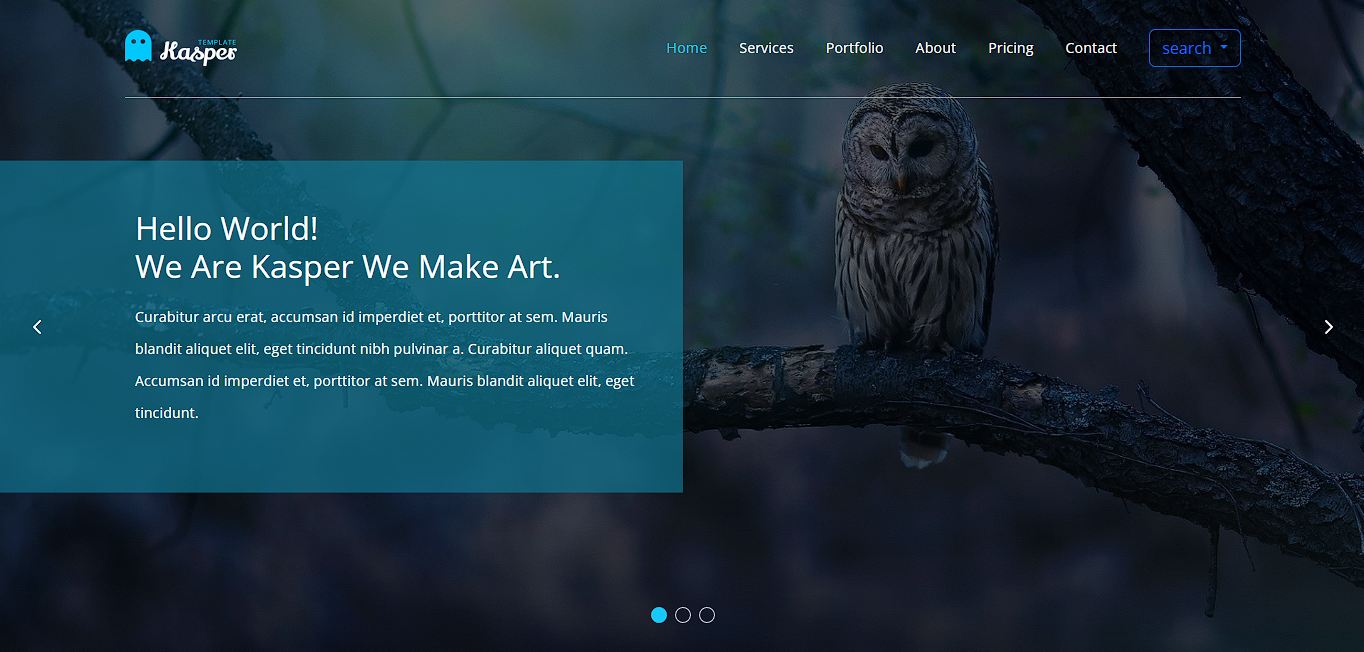 TEMPLATE
Kasper
Home Services Portfolio About Pricing Contact search
Hello World!
We Are Kasper We Make Art.
Curabitur arcu erat, accumsan id imperdiet et, porttitor at sem. Mauris
blandit aliquet elit, eget tincidunt nibh pulvinar a. Curabitur aliquet quam.
Accumsan id imperdiet et, porttitor at sem. Mauris blandit aliquet elit, eget
tincidunt.